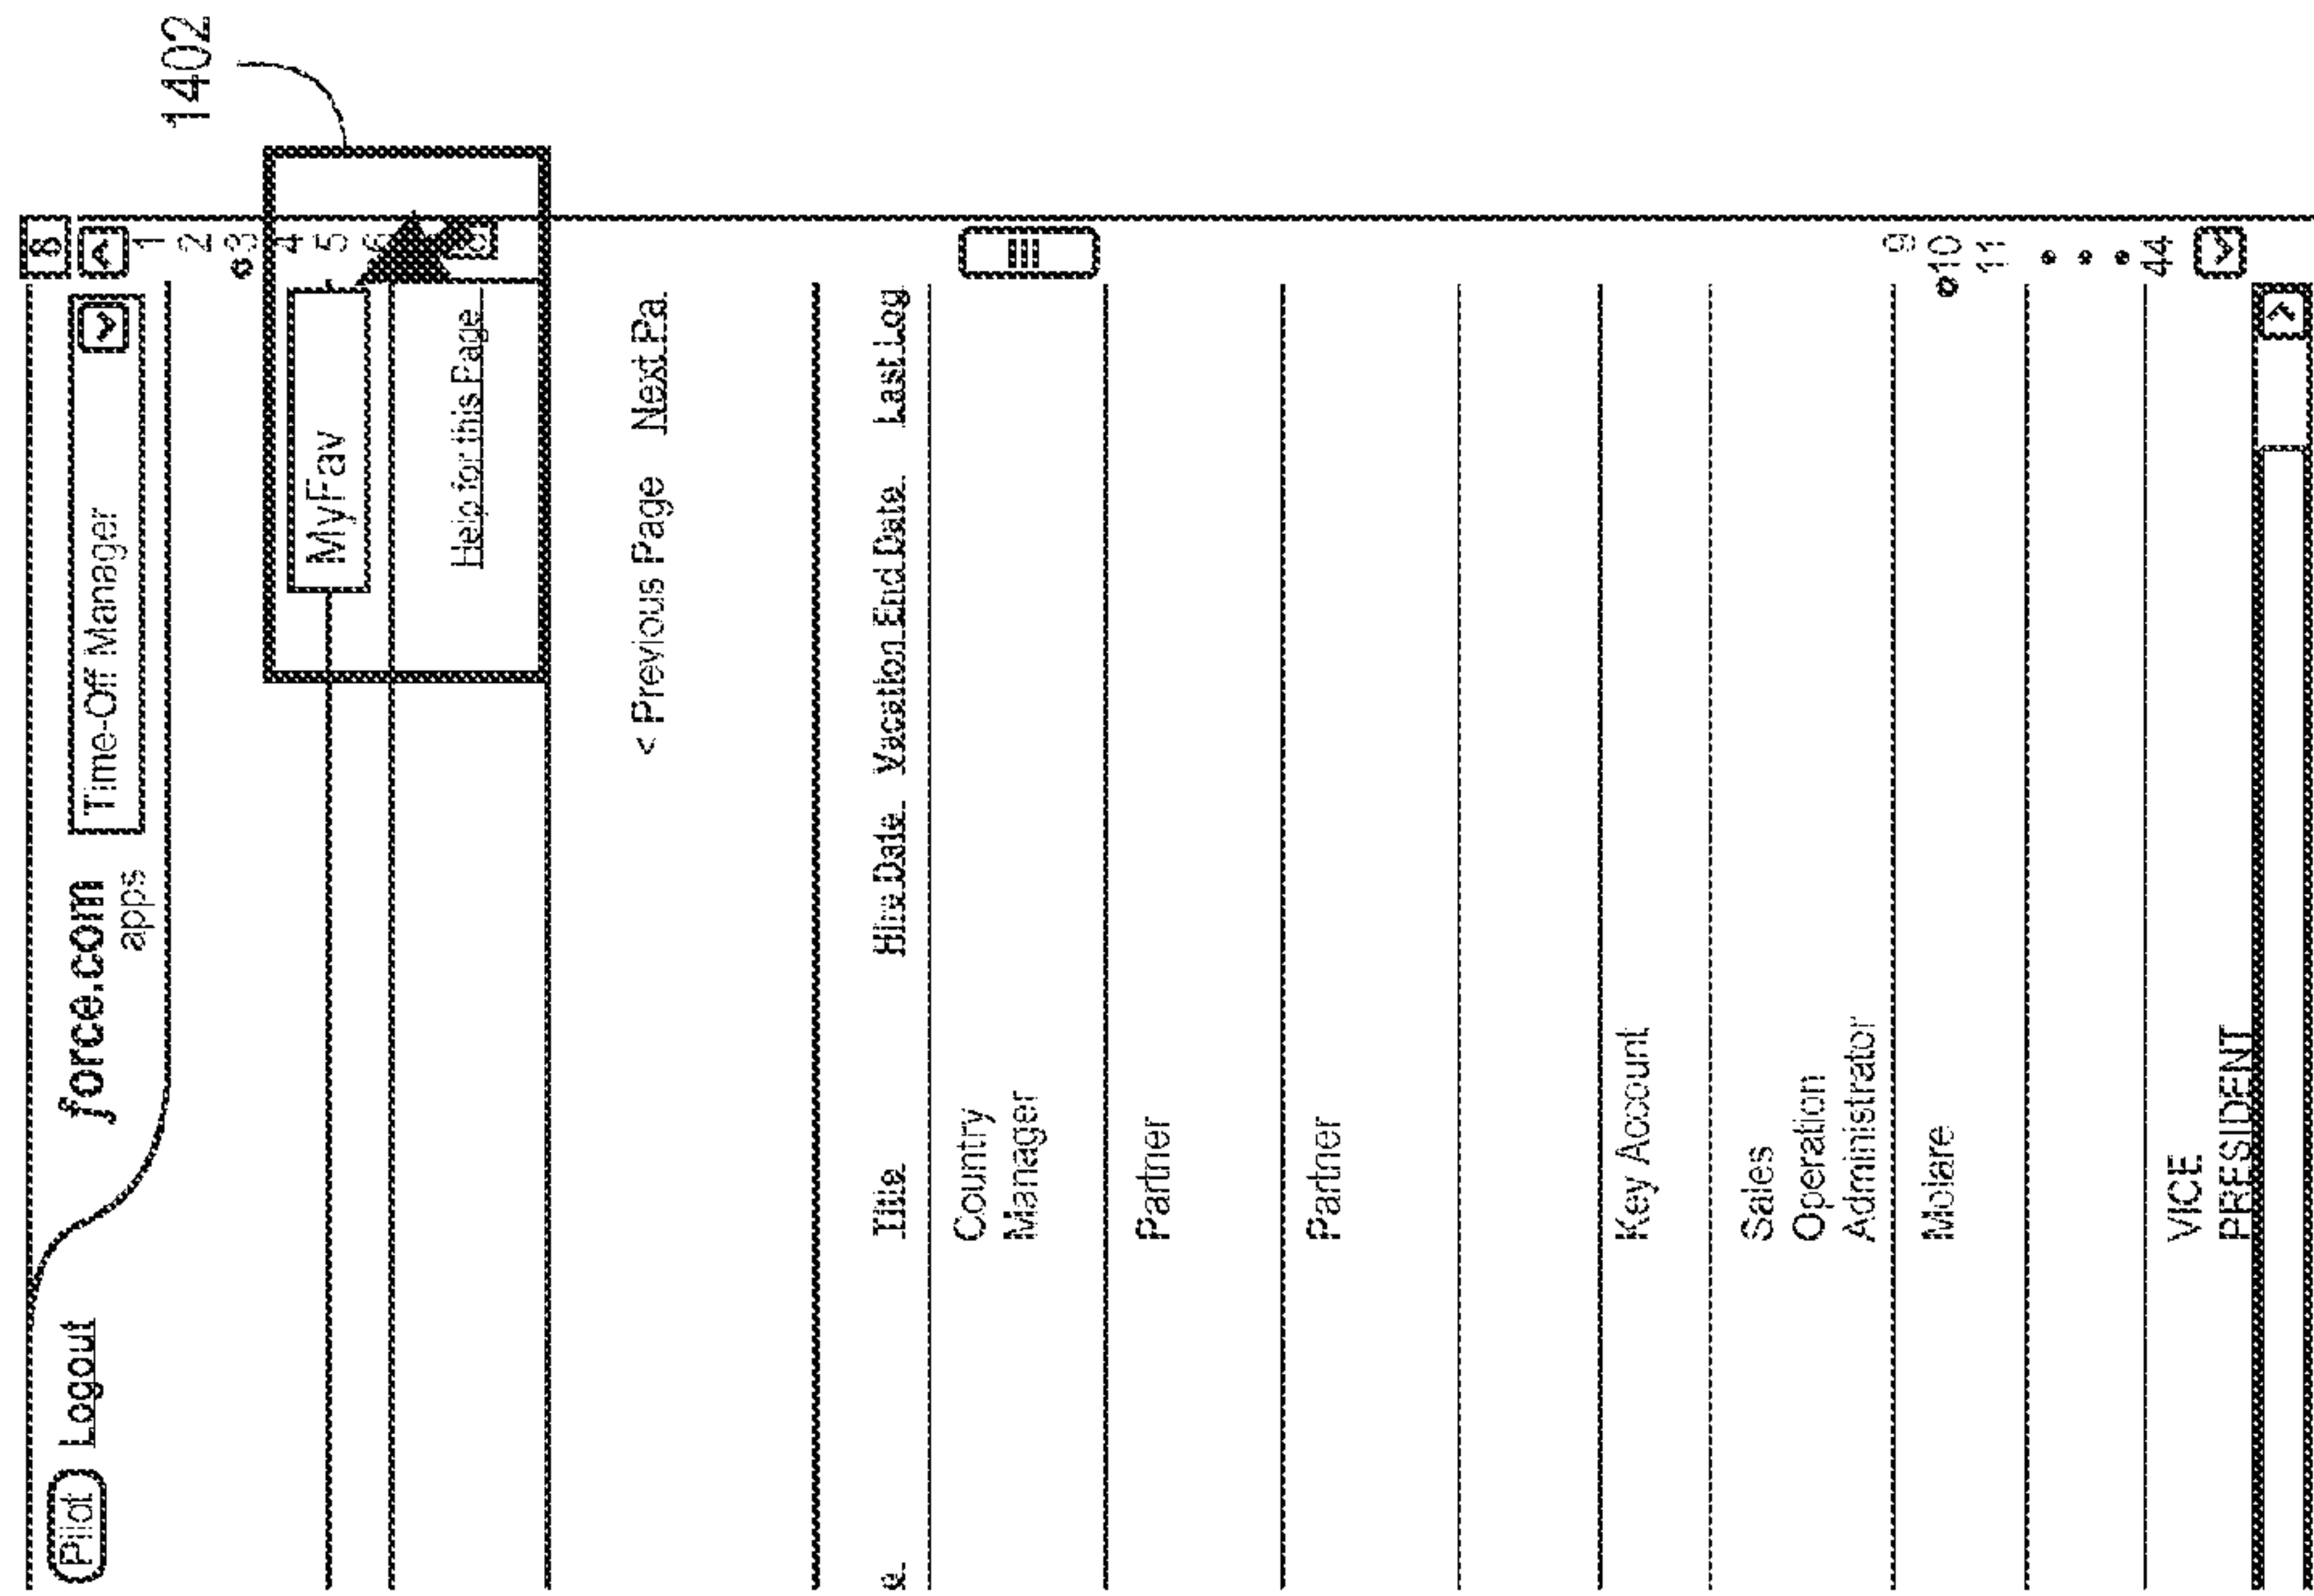 1402
Pilot Logout force.com Time-Off Manager 8
apps
1
2
3
4
MyFav 5
6
Help for this Page
< Previous Page Next Pa
e Title Hire Date Vacation End Date Last Log
Country
Manager
Partner
Partner
Key Account
Sales
Operation
Administrator
9
Molare 10
11
44
VICE
PRESIDENT